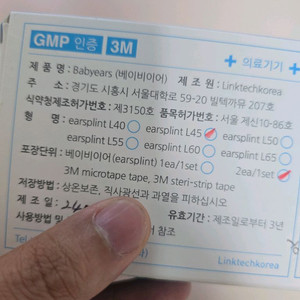 GMP 인증 3M
+ 의료기기 +
제 품 명 : Babyears (베이비이어) 제 조 원 : Linktechkorea
주 소 : 경기도 시흥시 서울대학로 59-20 빌텍까뮤 207호
식약청제조허가번호 : 제3150호 품목허가번호 : 서울 제신10-86호
형 명 : earsplint L40 earsplint L45 earsplint L50
earsplint L55 earsplint L60 earsplint L65
포장단위 : 베이비이어(earsplint) 1ea/1set 2ea/1set
3M microtape tape, 3M steri-strip tape
저장방법 : 상온보존, 직사광선과 과열을 피하십시오
제 조 일 : 유효기간 : 제조일로부터 3년
사용방법 참조
Tel Linktechkorea